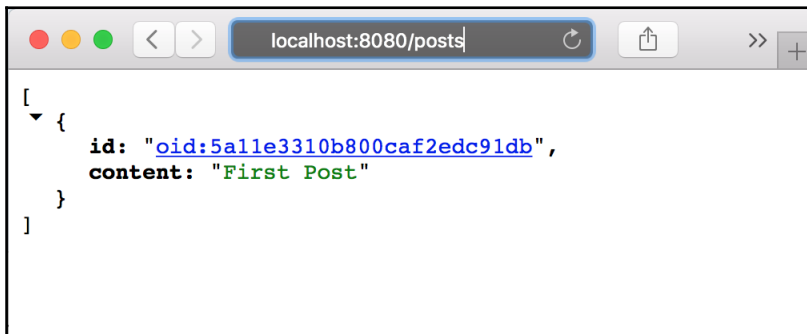 localhost:8080/posts
[
{
id: "oid:5a11e3310b800caf2edc91db",
content: "First Post"
}
]